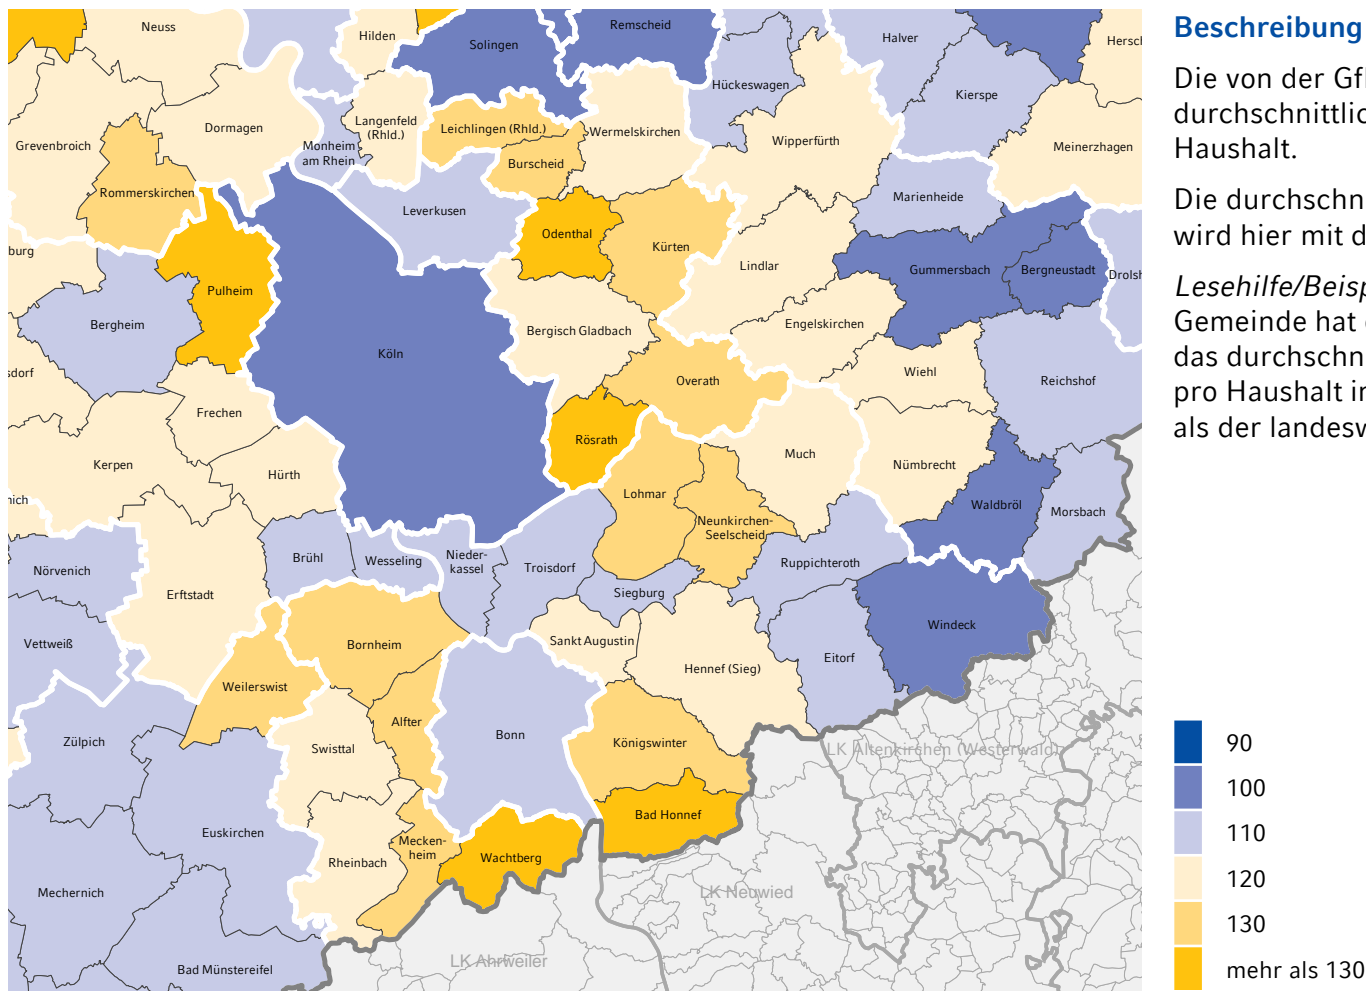 Neuss
Hilden
Solingen
Remscheid
Halver
Hersch
Hückeswagen
Kierspe
Langenfeld
(Rhld.)
Leichlingen (Rhld.)
Wermelskirchen
Dormagen
Grevenbroich
Monheim
am Rhein
Wipperfürth
Meinerzhagen
Burscheid
Rommerskirchen
Marienheide
Leverkusen
Odenthal
Kürten
burg
Lindlar
Gummersbach
Bergneustadt
Drolsh
Pulheim
Bergheim
Bergisch Gladbach
Engelskirchen
Köln
sdorf
Wiehl
Reichshof
Overath
Frechen
Rösrath
Much
Kerpen
Hürth
Nümbrecht
Lohmar
nich
Waldbröl
Morsbach
Neunkirchen-
Seelscheid
Brühl
Wesseling
Nieder-
kassel
Troisdorf
Ruppichteroth
Nörvenich
Erftstadt
Siegburg
Windeck
Vettweiß
Bornheim
Sankt Augustin
Hennef (Sieg)
Eitorf
Weilerswist
Alfter
Zülpich
Swisttal
Bonn
Königswinter
LK Altenkirchen (Westerwald)
Bad Honnef
Euskirchen
Rheinbach
Mecken-
heim
Wachtberg
Mechernich
LK Neuwied
LK Ahrweiler
Bad Münstereifel
Beschreibung
Die von der Gf
durchschnittlic
Haushalt.
Die durchschn
wird hier mit d
Lesehilfe/Beisp
Gemeinde hat
das durchschn
pro Haushalt in
als der landesw
90
100
110
120
130
mehr als 130